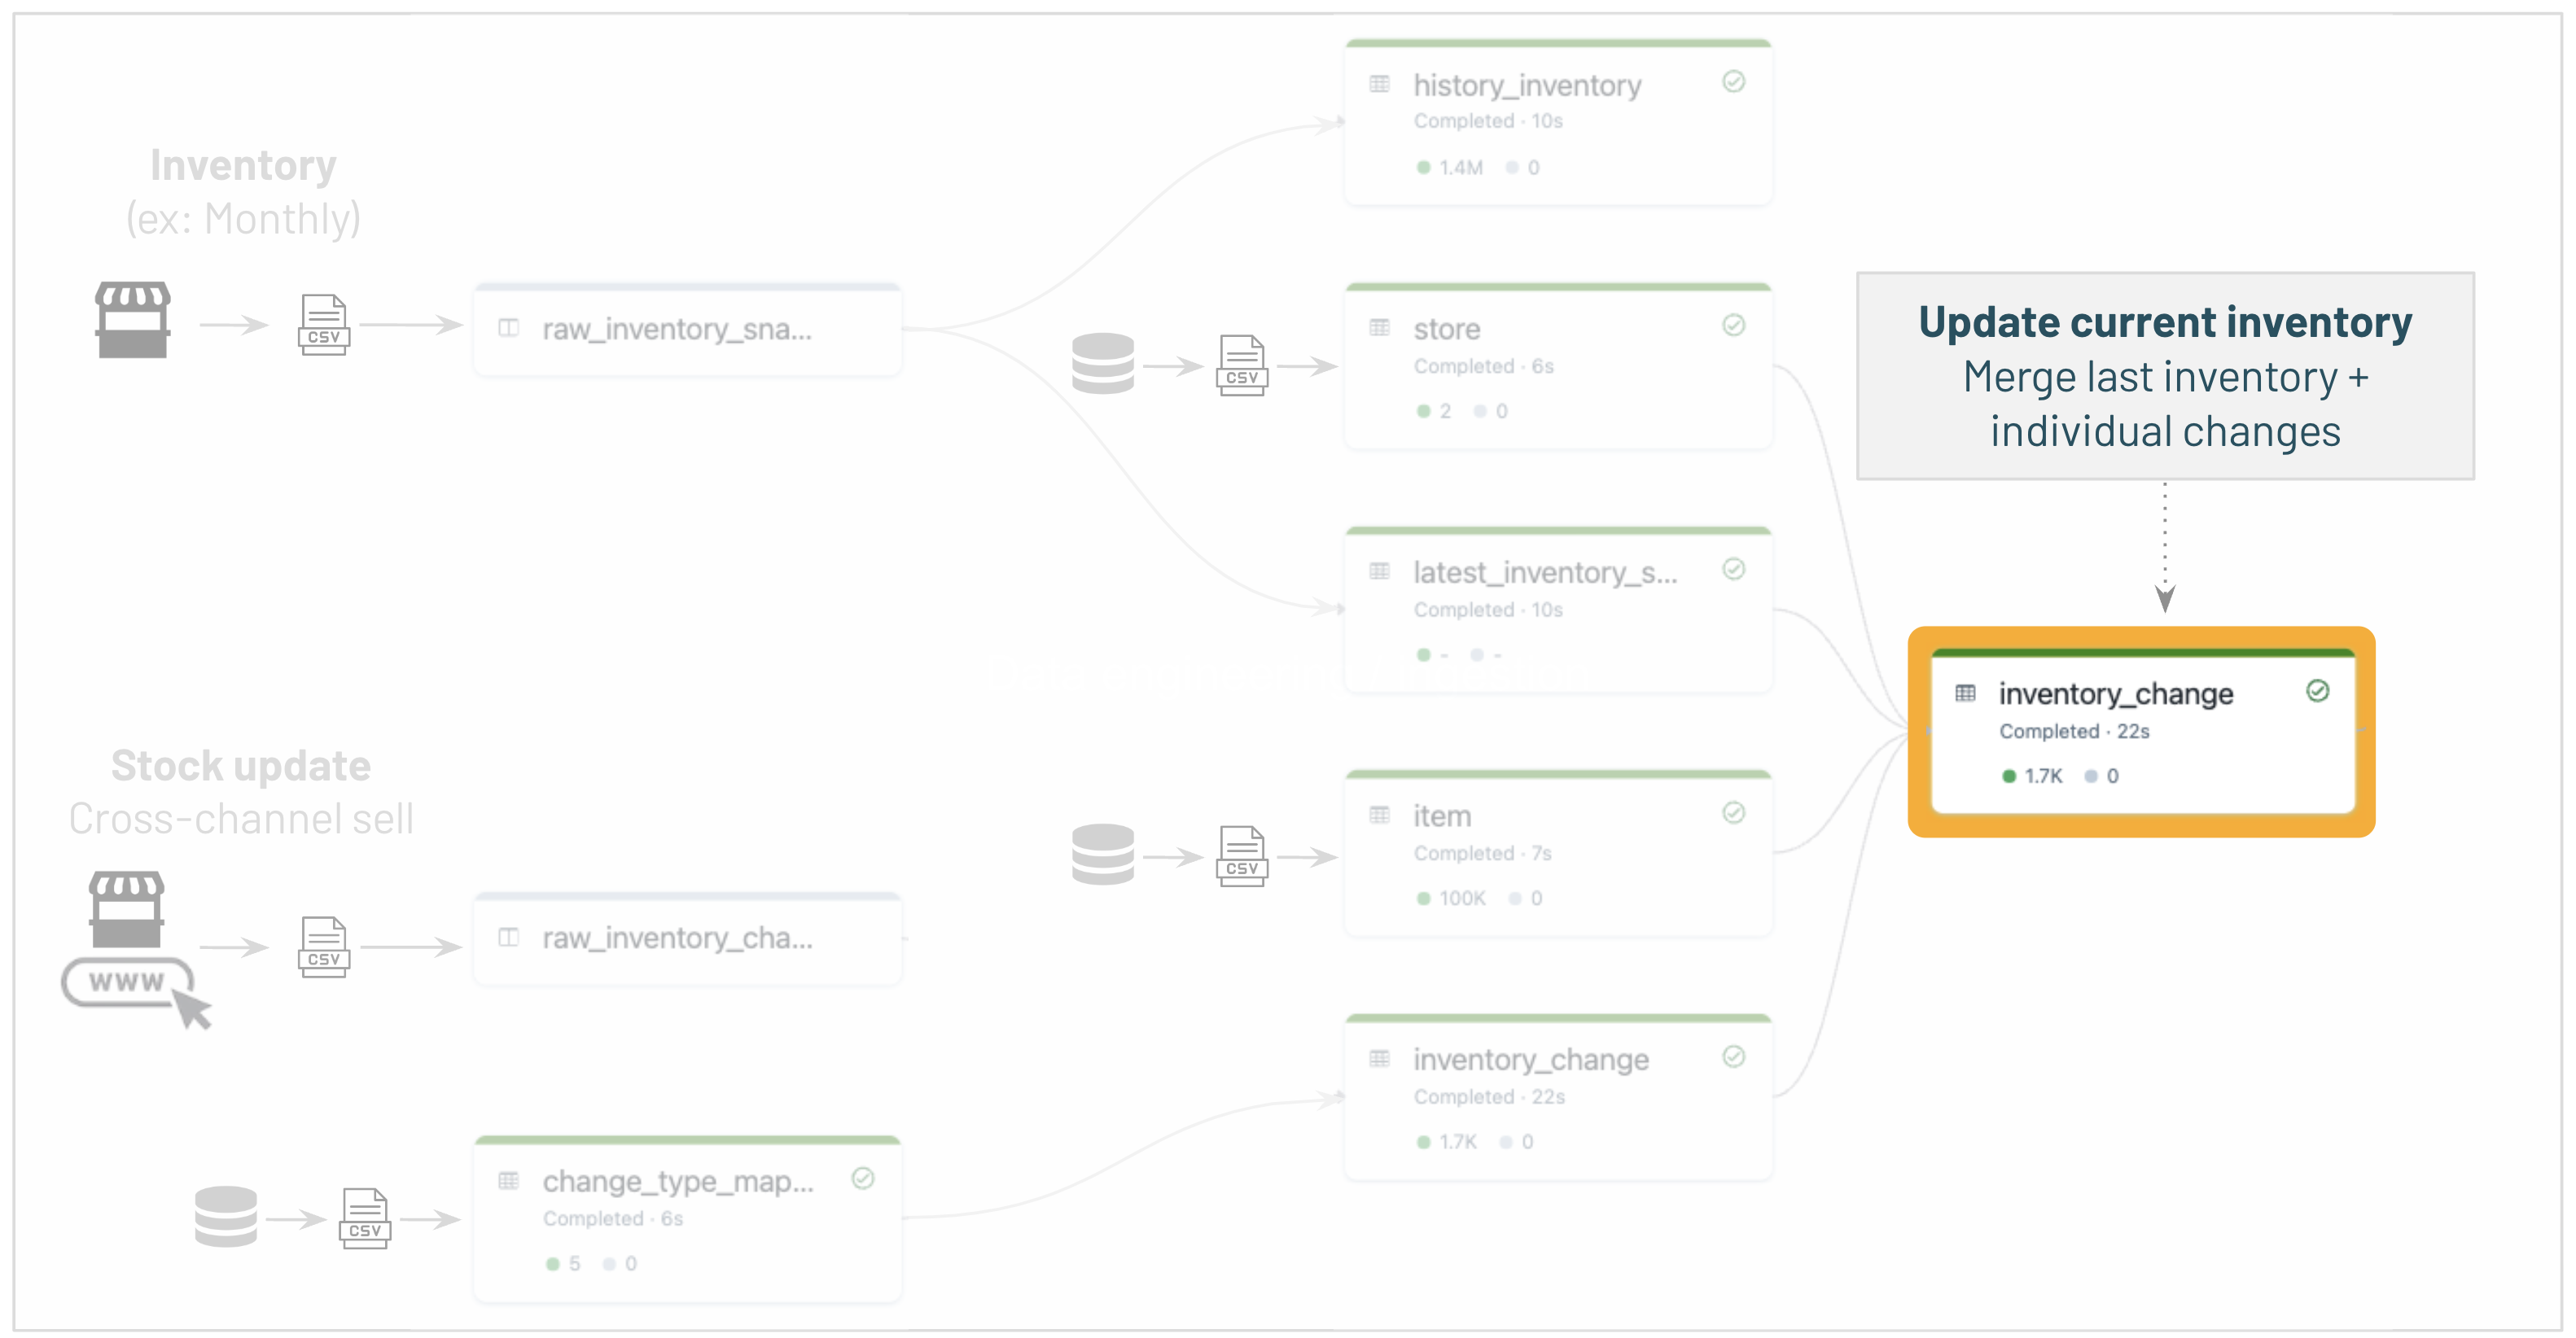 history_inventory
Completed · 10s
1.4M 0
Inventory
(ex: Monthly)
CSV
raw_inventory_sna...
CSV
store
Completed · 6s
2 0
Update current inventory
Merge last inventory +
individual changes
latest_inventory_s...
Completed · 10s
- -
inventory_change
Completed · 22s
1.7K 0
Stock update
Cross-channel sell
CSV
item
Completed · 7s
100K 0
www
CSV
raw_inventory_cha...
inventory_change
Completed · 22s
1.7K 0
CSV
change_type_map...
Completed · 6s
5 0